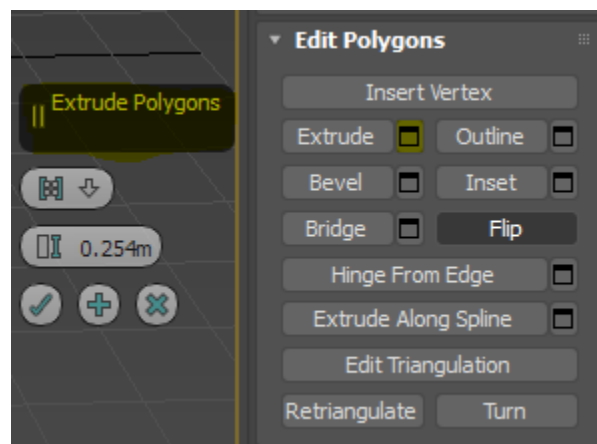 Extrude Polygons
0.254m
Edit Polygons
Insert Vertex
Extrude
Outline
Bevel
Inset
Bridge
Flip
Hinge From Edge
Extrude Along Spline
Edit Triangulation
Retriangulate
Turn